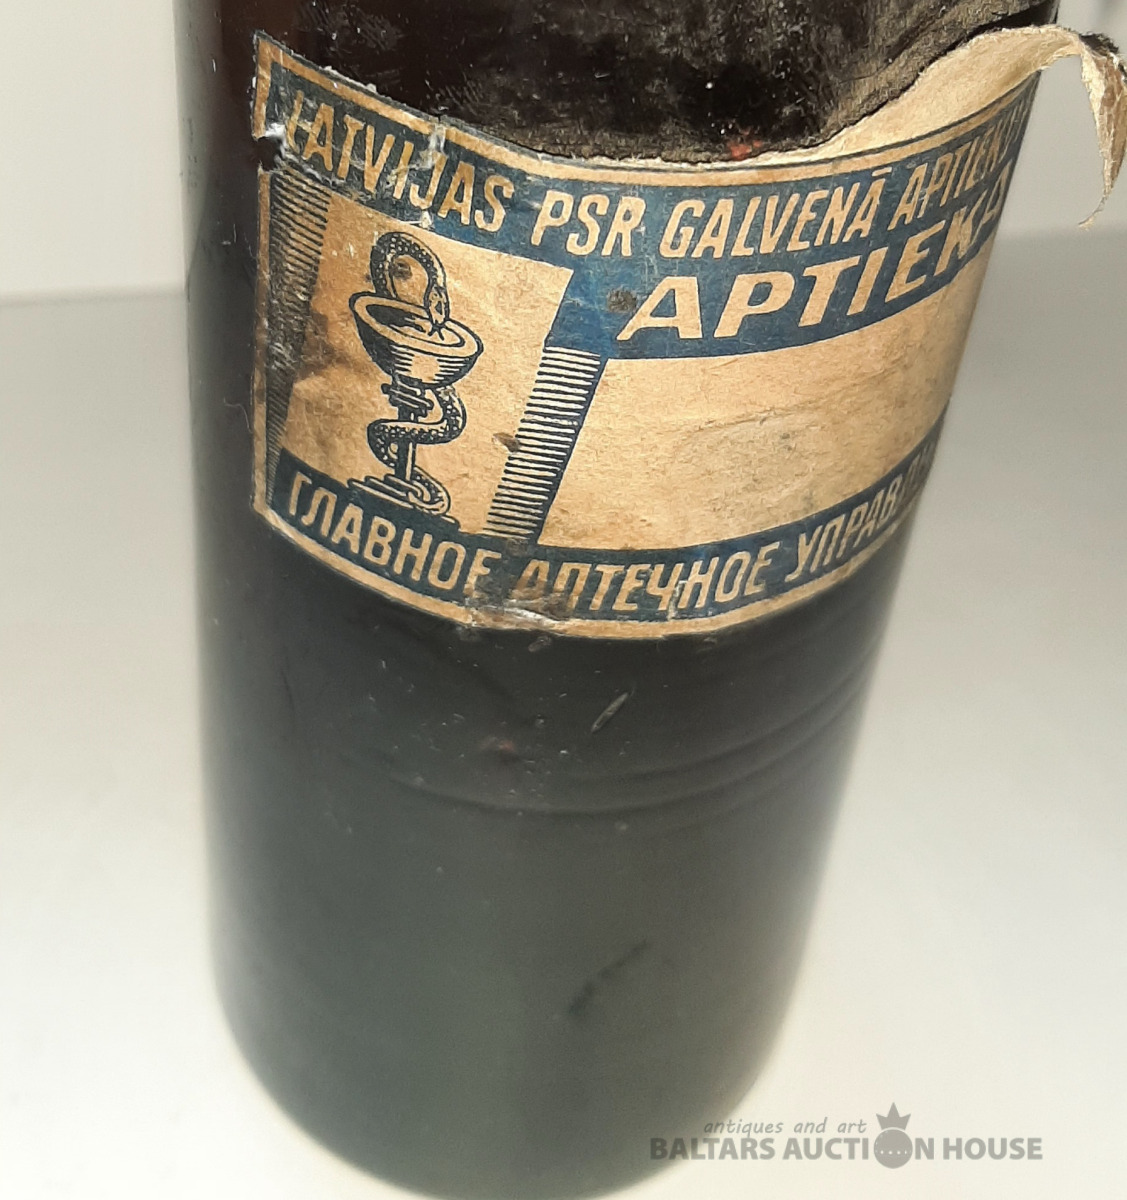 LATVIJAS PSR GALVENĀ
APTIEKA
ГЛАВНОЕ АПТЕЧНОЕ
antiques and art
BALTARS AUCTION HOUSE